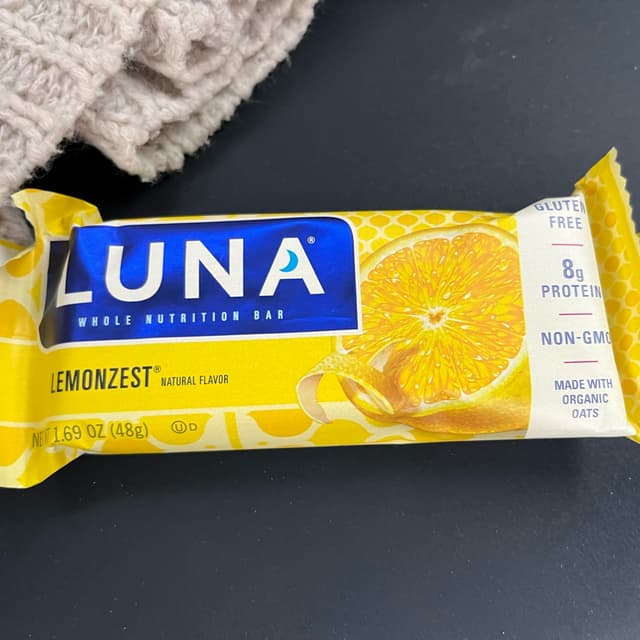 LUNA®
WHOLE NUTRITION BAR
LEMONZEST® NATURAL FLAVOR
NET 1.69 OZ (48g) U D
GLUTEN
FREE
8g
PROTEIN
NON-GMO
MADE WITH
ORGANIC
OATS